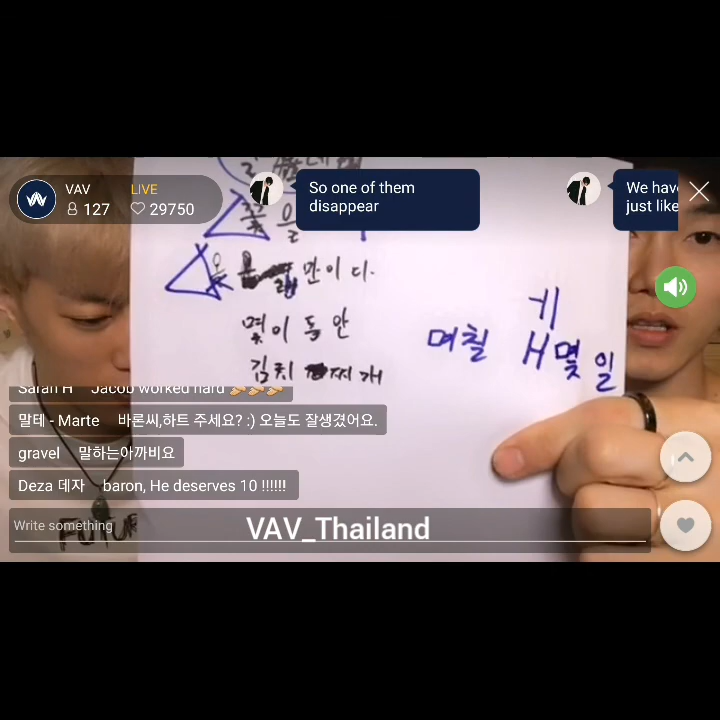 VAV
LIVE
127
29750
So one of them
disappear
We have
just like
만이다.
몇이동안
김치 찌개
ㅔ
며칠 H 몇 일
Sarah H Jacob worked hard 👏👏👏
말테 - Marte 바론씨,하트 주세요? :) 오늘도 잘생겼어요.
gravel 말하는아까비요
Deza 데자 baron, He deserves 10 !!!!!!
Write something
VAV_Thailand